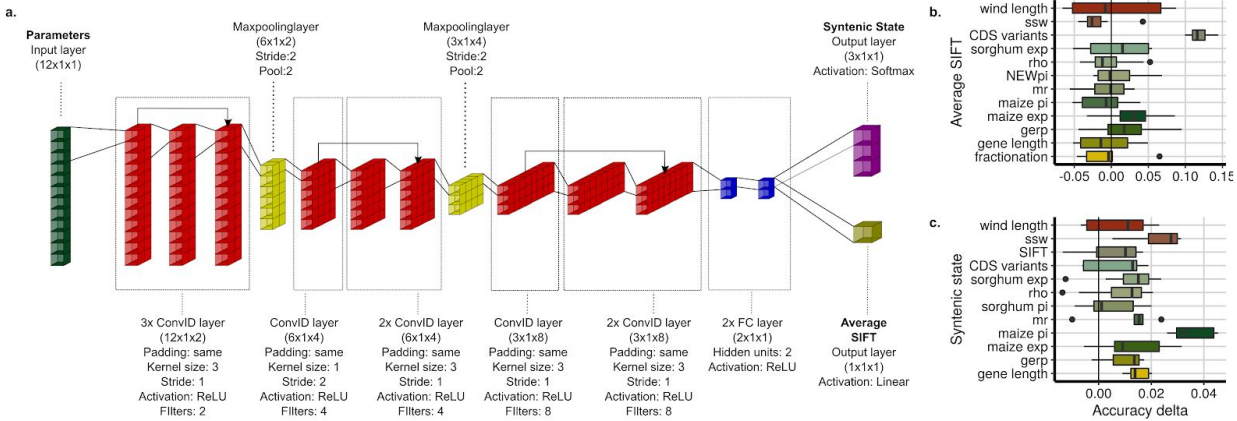 a.
Parameters
Input layer
(12x1x1)
Maxpoolinglayer
(6x1x2)
Stride:2
Pool:2
Maxpoolinglayer
(3x1x4)
Stride:2
Pool:2
Syntenic State
Output layer
(3x1x1)
Activation: Softmax
3x ConvID layer
(12x1x2)
Padding: same
Kernel size: 3
Stride: 1
Activation: ReLU
FIlters: 2
ConvID layer
(6x1x4)
Padding: same
Kernel size: 1
Stride: 2
Activation: ReLU
FIlters: 4
2x ConvID layer
(6x1x4)
Padding: same
Kernel size: 3
Stride: 1
Activation: ReLU
FIlters: 4
ConvID layer
(3x1x8)
Padding: same
Kernel size: 3
Stride: 1
Activation: ReLU
FIlters: 8
2x ConvID layer
(3x1x8)
Padding: same
Kernel size: 3
Stride: 1
Activation: ReLU
FIlters: 8
2x FC layer
(2x1x1)
Hidden units: 2
Activation: ReLU
Average
SIFT
Output layer
(1x1x1)
Activation: Linear
b.
Average SIFT
wind length
ssw
CDS variants
sorghum exp
rho
NEWpi
mr
maize pi
maize exp
gerp
gene length
fractionation
-0.05 0.00 0.05 0.10 0.15
c.
Syntenic state
wind length
ssw
SIFT
CDS variants
sorghum exp
rho
sorghum pi
mr
maize pi
maize exp
gerp
gene length
0.00 0.02 0.04
Accuracy delta